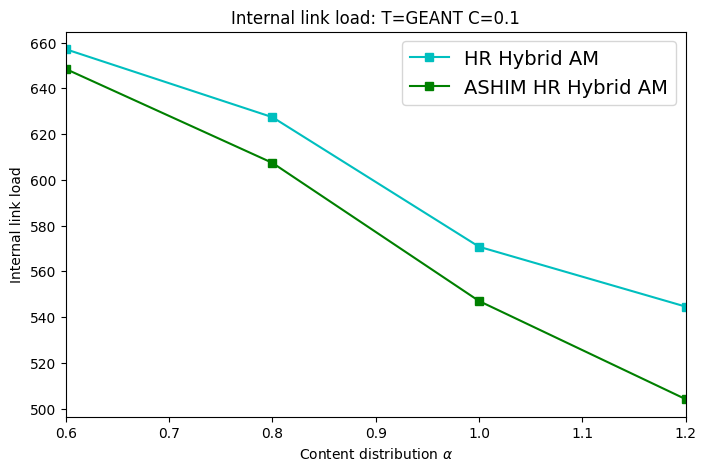 Internal link load: T=GEANT C=0.1
HR Hybrid AM
ASHIM HR Hybrid AM
Internal link load
660
640
620
600
580
560
540
520
500
0.6 0.7 0.8 0.9 1.0 1.1 1.2
Content distribution α